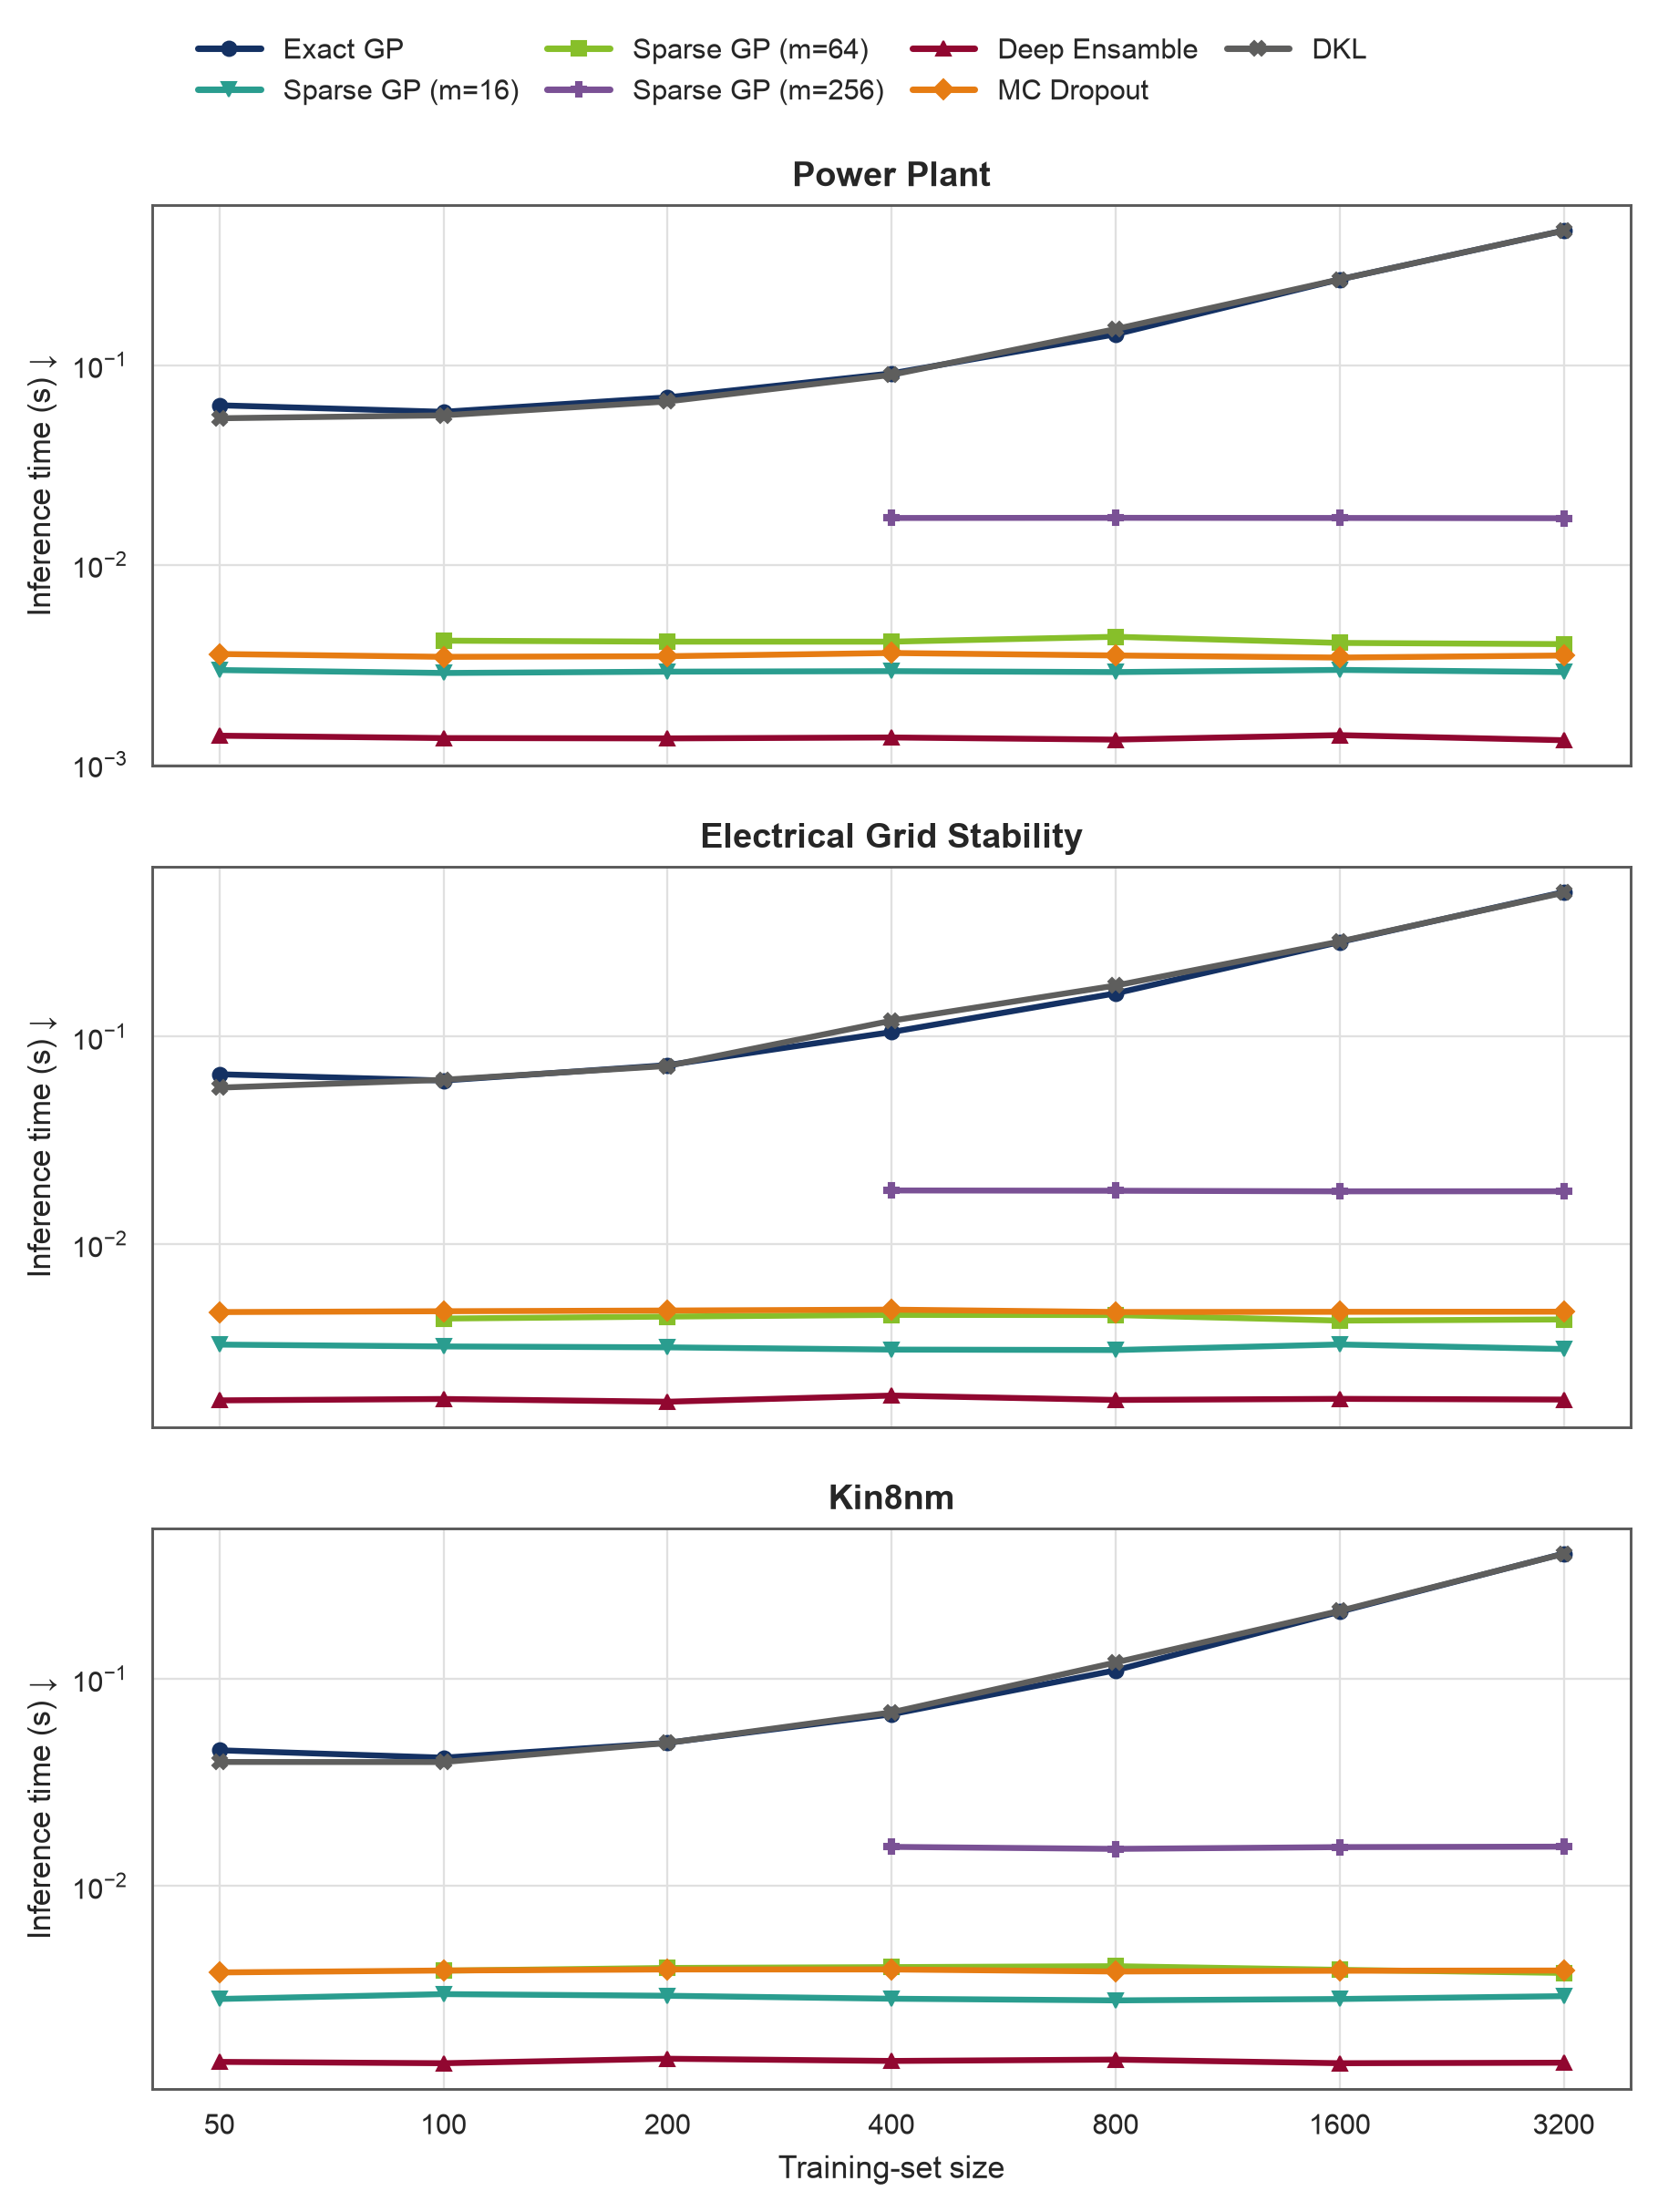 Exact GP
Sparse GP (m=64)
Deep Ensamble
DKL
Sparse GP (m=16)
Sparse GP (m=256)
MC Dropout
Power Plant
Inference time (s) ↓
10⁻¹
10⁻²
10⁻³
Electrical Grid Stability
Inference time (s) ↓
10⁻¹
10⁻²
Kin8nm
Inference time (s) ↓
10⁻¹
10⁻²
50 100 200 400 800 1600 3200
Training-set size